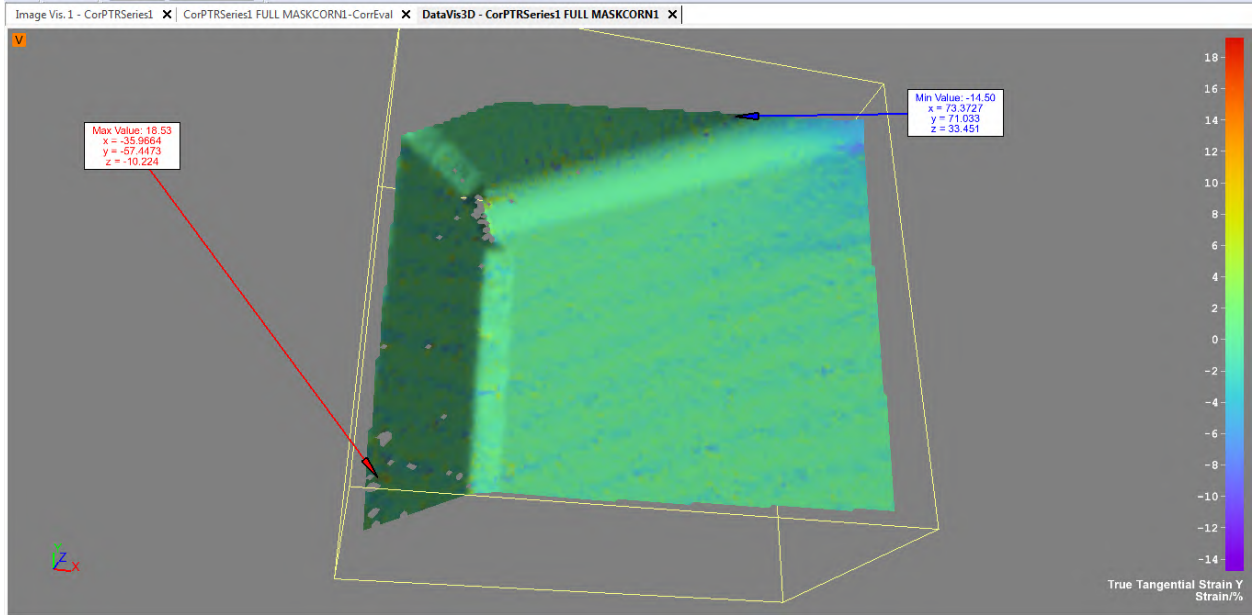 Image Vis. 1 - CorPTRSeries1 ✕ CorPTRSeries1 FULL MASKCORN1-CorrEval ✕ DataVis3D - CorPTRSeries1 FULL MASKCORN1 ✕
V
Max Value: 18.53
x = -35.9664
y = -57.4473
z = -10.224
Min Value: -14.50
x = 73.3727
y = 71.033
z = 33.451
18
16
14
12
10
8
6
4
2
0
-2
-4
-6
-8
-10
-12
-14
Z
X
True Tangential Strain Y
Strain/%